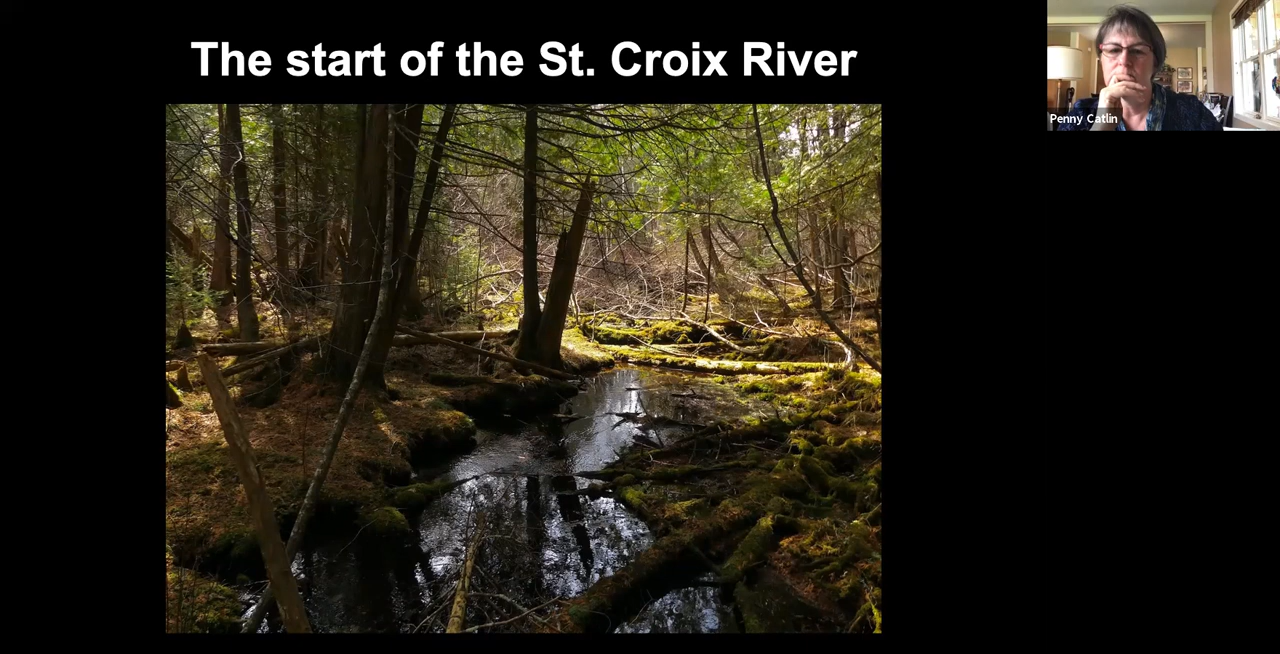 The start of the St. Croix River
Penny Catlin